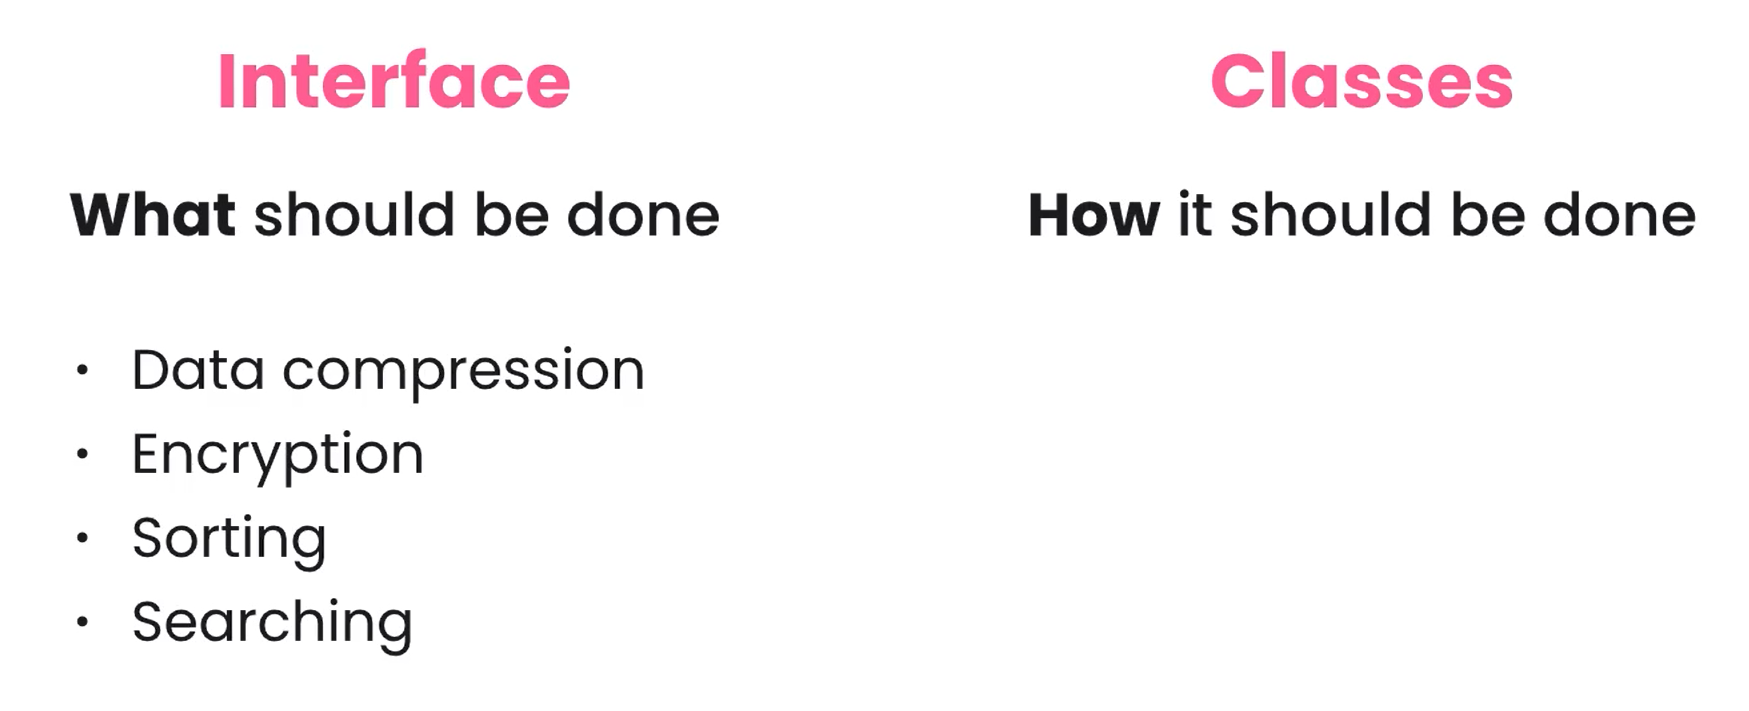 Interface
Classes
What should be done
How it should be done
• Data compression
• Encryption
• Sorting
• Searching